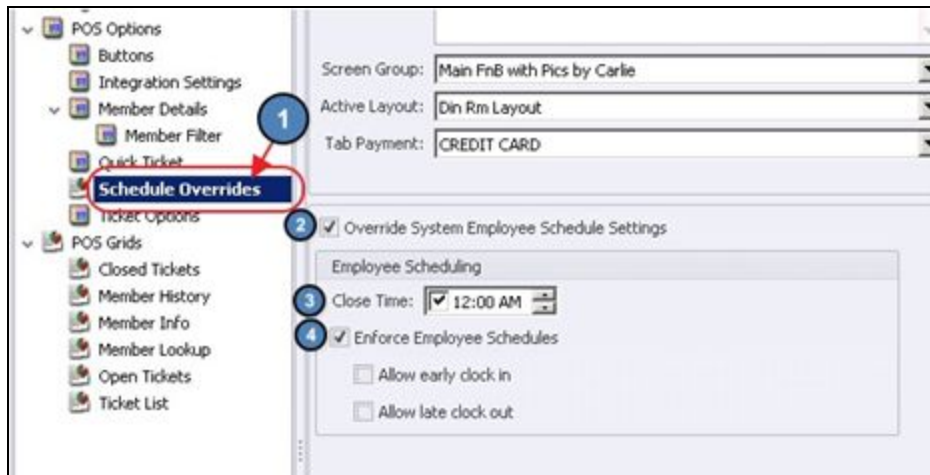 POS Options
Buttons
Integration Settings
Member Details
Member Filter
Quick Ticket
Schedule Overrides
Ticket Options
POS Grids
Closed Tickets
Member History
Member Info
Member Lookup
Open Tickets
Ticket List
1
Screen Group: Main FnB with Pics by Carlie
Active Layout: Din Rm Layout
Tab Payment: CREDIT CARD
2 Override System Employee Schedule Settings
Employee Scheduling
3 Close Time: 12:00 AM
4 Enforce Employee Schedules
Allow early clock in
Allow late clock out